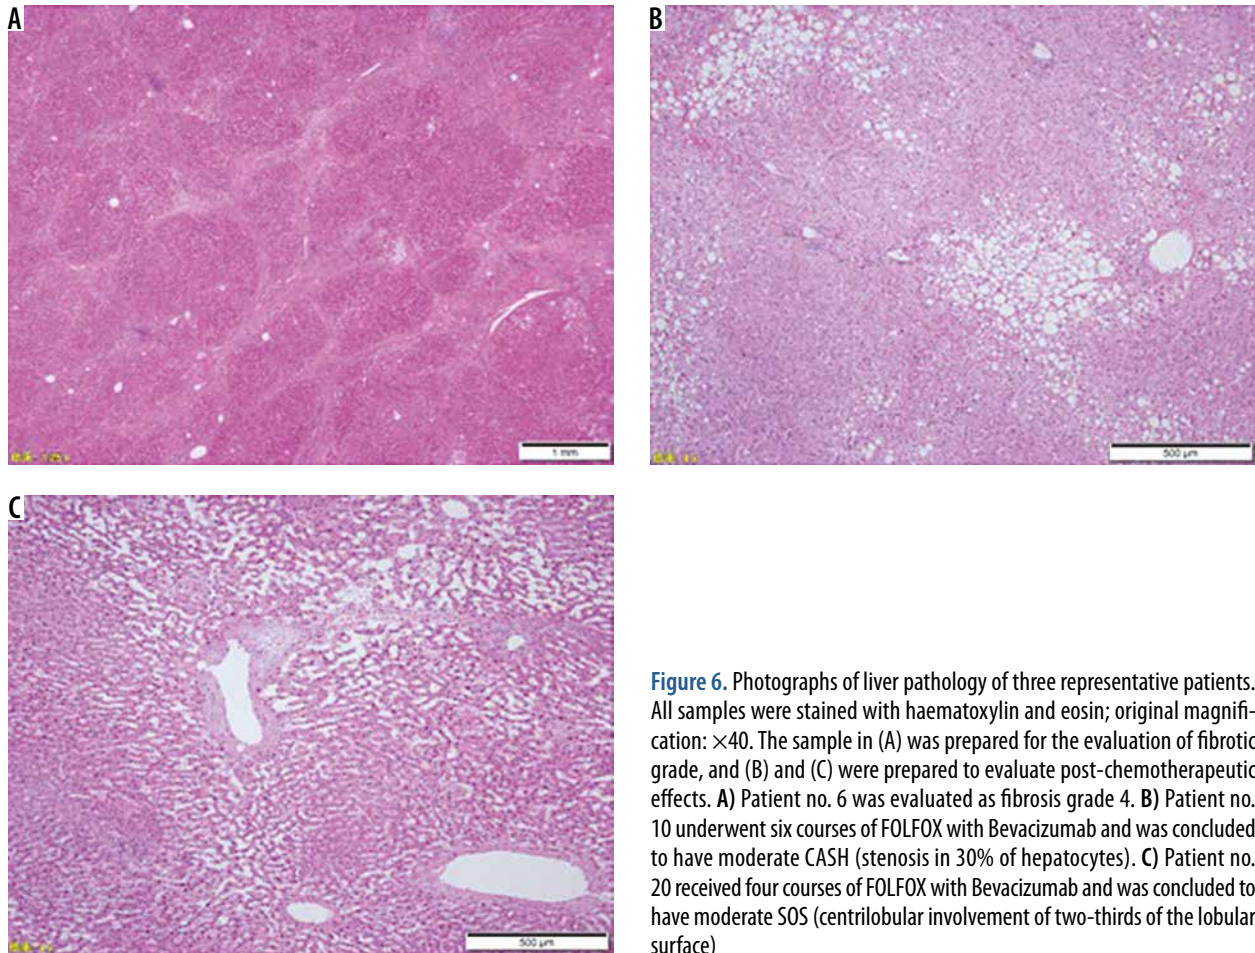 A
B
1 mm
500 µm
C
500 µm
Figure 6. Photographs of liver pathology of three representative patients.
All samples were stained with haematoxylin and eosin; original magnifi-
cation: ×40. The sample in (A) was prepared for the evaluation of fibrotic
grade, and (B) and (C) were prepared to evaluate post-chemotherapeutic
effects. A) Patient no. 6 was evaluated as fibrosis grade 4. B) Patient no.
10 underwent six courses of FOLFOX with Bevacizumab and was concluded
to have moderate CASH (stenosis in 30% of hepatocytes). C) Patient no.
20 received four courses of FOLFOX with Bevacizumab and was concluded to
have moderate SOS (centrilobular involvement of two-thirds of the lobular
surface)